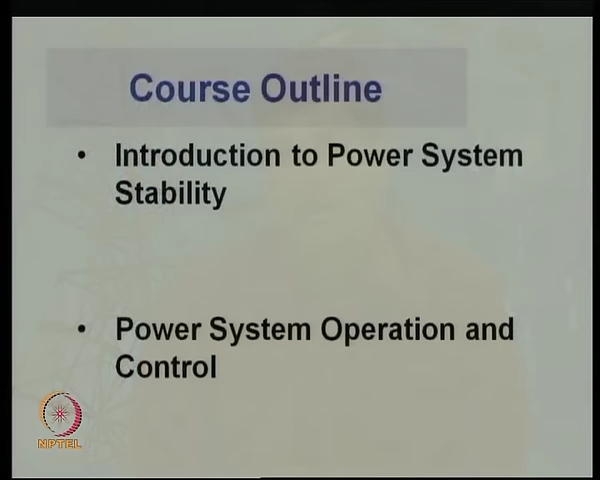 Course Outline
• Introduction to Power System
Stability
• Power System Operation and
Control
NPTEL